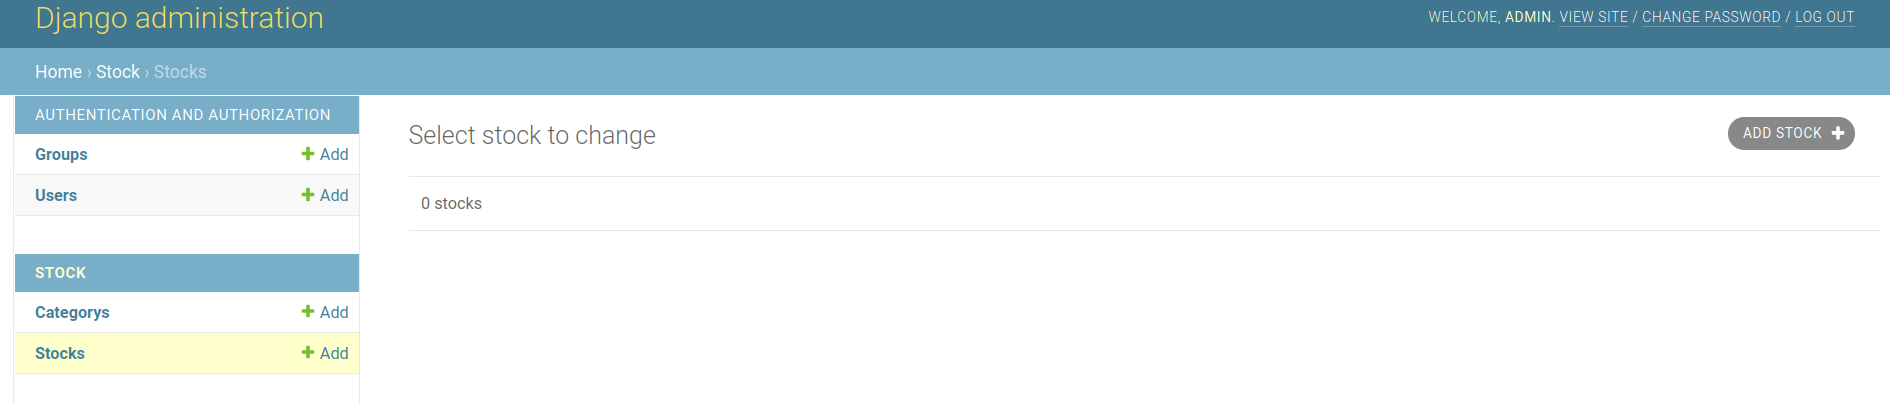 Django administration
WELCOME, ADMIN. VIEW SITE / CHANGE PASSWORD / LOG OUT
Home › Stock › Stocks
AUTHENTICATION AND AUTHORIZATION
Groups Add
Users Add
STOCK
Categorys Add
Stocks Add
Select stock to change
ADD STOCK
0 stocks